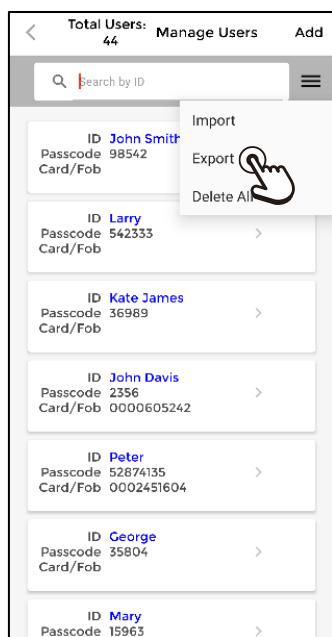 Total Users: 44 Manage Users Add
Search by ID
Import
Export
Delete All
ID John Smith
Passcode 98542
Card/Fob
ID Larry
Passcode 542333
Card/Fob
ID Kate James
Passcode 36989
Card/Fob
ID John Davis
Passcode 2356
Card/Fob 0000605242
ID Peter
Passcode 52874135
Card/Fob 0002451604
ID George
Passcode 35804
Card/Fob
ID Mary
Passcode 15963